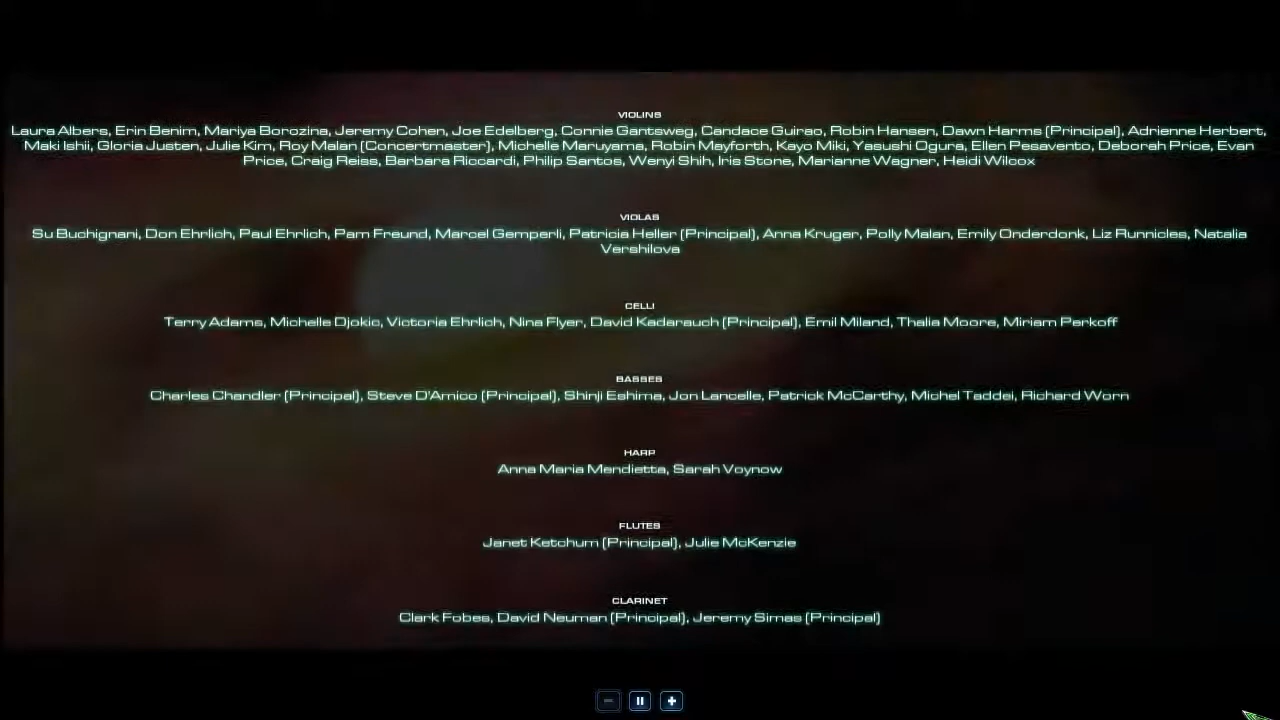 VIOLINS
Laura Albers, Erin Benim, Mariya Borozina, Jeremy Cohen, Joe Edelberg, Connie Gantsweg, Candace Guirao, Robin Hansen, Dawn Harms (Principal), Adrienne Herbert,
Maki Ishii, Gloria Justen, Julie Kim, Roy Malan (Concertmaster), Michelle Maruyama, Robin Mayforth, Kayo Miki, Yasushi Ogura, Ellen Pesavento, Deborah Price, Evan
Price, Craig Reiss, Barbara Riccardi, Philip Santos, Wenyi Shih, Iris Stone, Marianne Wagner, Heidi Wilcox
VIOLAS
Su Buchignani, Don Ehrlich, Paul Ehrlich, Pam Freund, Marcel Gemperli, Patricia Heller (Principal), Anna Kruger, Polly Malan, Emily Onderdonk, Liz Runnicles, Natalia
Vershilova
CELLI
Terry Adams, Michelle Djokic, Victoria Ehrlich, Nina Flyer, David Kadarauch (Principal), Emil Miland, Thalia Moore, Miriam Perkoff
BASSES
Charles Chandler (Principal), Steve D'Amico (Principal), Shinji Eshima, Jon Lancelle, Patrick McCarthy, Michel Taddei, Richard Worn
HARP
Anna Maria Mendietta, Sarah Voynow
FLUTES
Janet Ketchum (Principal), Julie McKenzie
CLARINET
Clark Fobes, David Neuman (Principal), Jeremy Simas (Principal)